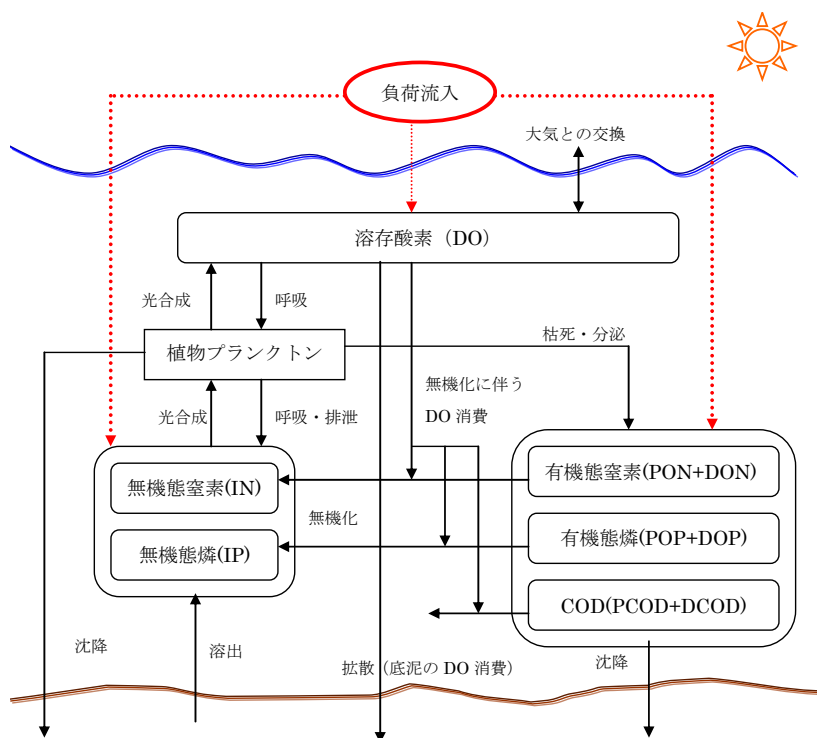 負荷流入
大気との交換
溶存酸素（DO）
光合成
呼吸
植物プランクトン
枯死・分泌
無機化に伴う
DO 消費
光合成
呼吸・排泄
無機態窒素(IN)
有機態窒素(PON+DON)
無機化
無機態燐(IP)
有機態燐(POP+DOP)
COD(PCOD+DCOD)
沈降
溶出
拡散（底泥の DO 消費）
沈降